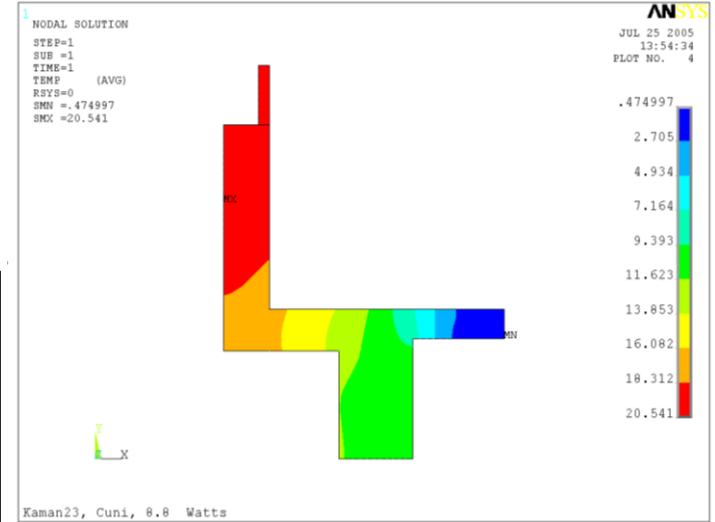 1
NODAL SOLUTION
STEP=1
SUB =1
TIME=1
TEMP (AVG)
RSYS=0
SMN =.474997
SMX =20.541
ANSYS
JUL 25 2005
13:54:34
PLOT NO. 4
.474997
2.705
4.934
7.164
9.393
11.623
13.853
16.082
18.312
20.541
MX
MN
Y
Z X
Kaman23, Cuni, 8.8 Watts